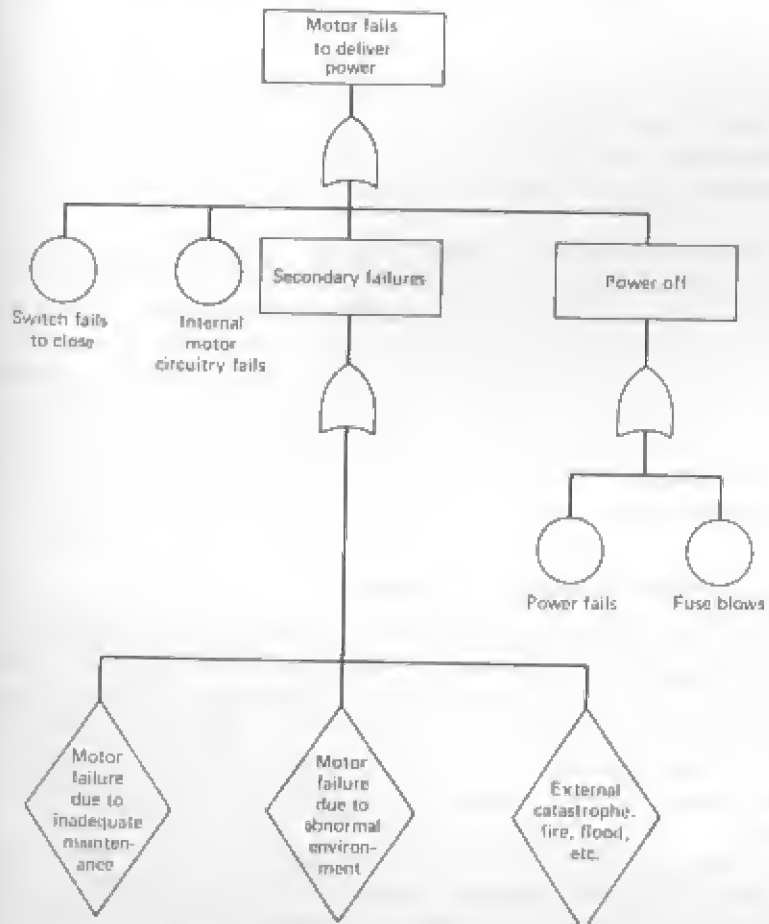 Motor fails
to deliver
power
Switch fails
to close
Internal
motor
circuitry fails
Secondary failures
Power off
Power fails
Fuse blows
Motor
failure
due to
inadequate
mainten-
ance
Motor
failure
due to
abnormal
environ-
ment
External
catastrophe,
fire, flood,
etc.